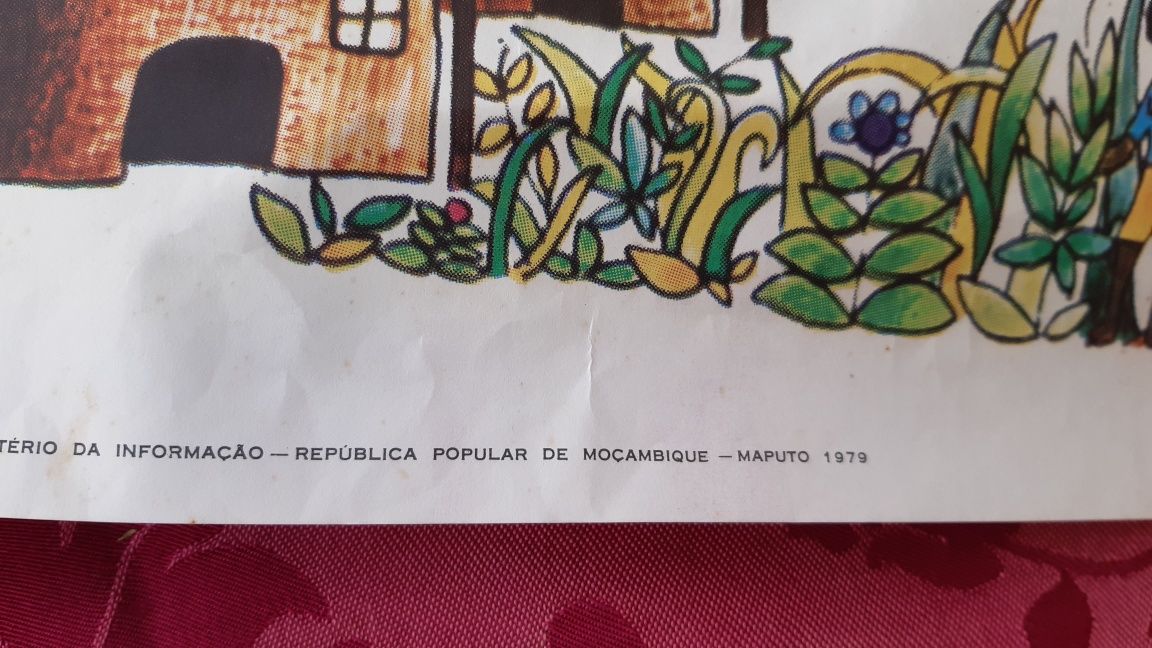 TÉRIO DA INFORMAÇÃO — REPÚBLICA POPULAR DE MOÇAMBIQUE — MAPUTO 1979